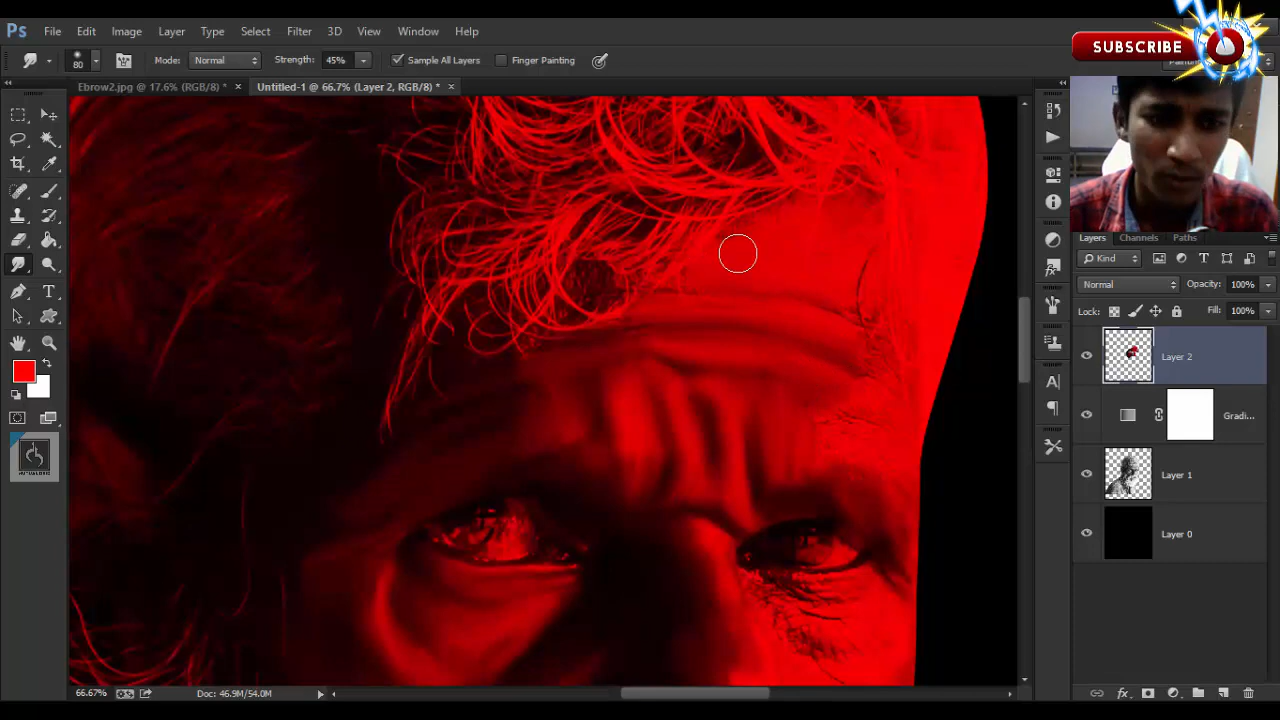 Ps File Edit Image Layer Type Select Filter 3D View Window Help
SUBSCRIBE
80 Mode: Normal Strength: 45% Sample All Layers Finger Painting
Ebrow2.jpg @ 17.6% (RGB/8) * × Untitled-1 @ 66.7% (Layer 2, RGB/8) * ×
Layers Channels Paths
Kind
Normal Opacity: 100%
Lock: Fill: 100%
Layer 2
Gradi...
Layer 1
Layer 0
66.67% Doc: 46.9M/54.0M